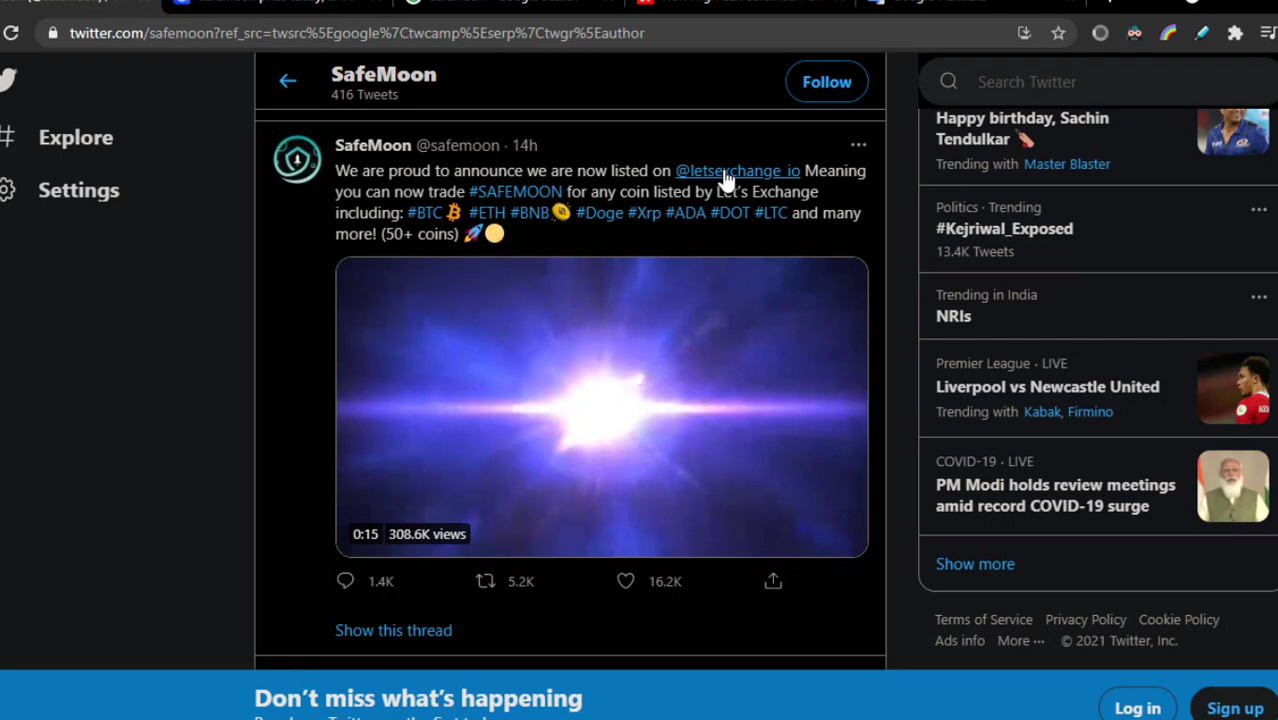 twitter.com/safemoon?ref_src=twsrc%5Egoogle%7Ctwcamp%5Eserp%7Ctwgr%5Eauthor
SafeMoon
416 Tweets
Follow
Search Twitter
Explore
Settings
SafeMoon @safemoon · 14h
We are proud to announce we are now listed on @letsexchange_io Meaning
you can now trade #SAFEMOON for any coin listed by Let's Exchange
including: #BTC #ETH #BNB #Doge #Xrp #ADA #DOT #LTC and many
more! (50+ coins)
0:15 308.6K views
1.4K 5.2K 16.2K
Show this thread
Happy birthday, Sachin
Tendulkar
Trending with Master Blaster
Politics · Trending
#Kejriwal_Exposed
13.4K Tweets
Trending in India
NRIs
Premier League · LIVE
Liverpool vs Newcastle United
Trending with Kabak, Firmino
COVID-19 · LIVE
PM Modi holds review meetings
amid record COVID-19 surge
Show more
Terms of Service Privacy Policy Cookie Policy
Ads info More ··· © 2021 Twitter, Inc.
Don't miss what's happening
Log in
Sign up